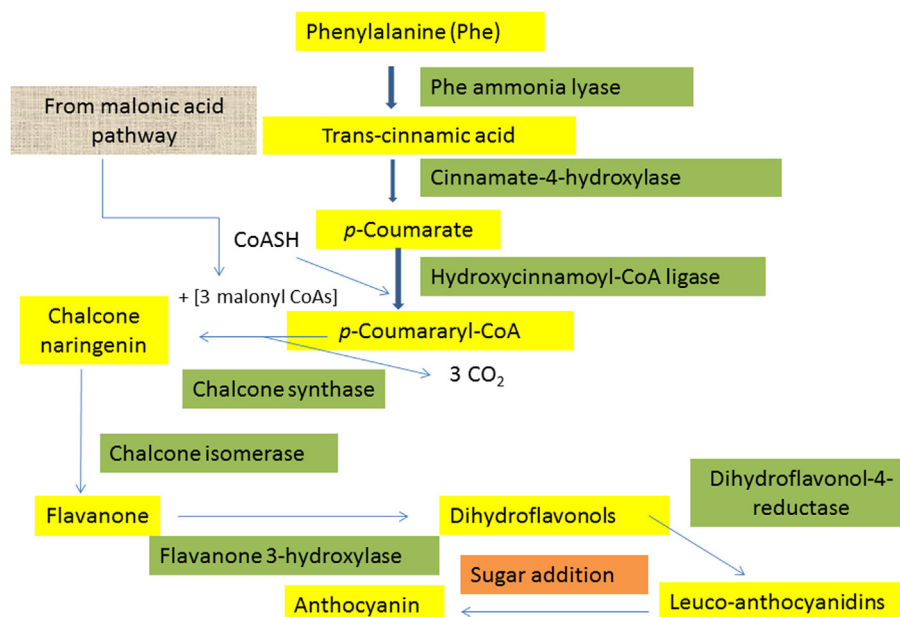 Phenylalanine (Phe)
Phe ammonia lyase
From malonic acid
pathway
Trans-cinnamic acid
Cinnamate-4-hydroxylase
p-Coumarate
CoASH
Hydroxycinnamoyl-CoA ligase
+ [3 malonyl CoAs]
Chalcone
naringenin
p-Coumararyl-CoA
3 CO₂
Chalcone synthase
Chalcone isomerase
Dihydroflavonol-4-
reductase
Flavanone
Dihydroflavonols
Flavanone 3-hydroxylase
Sugar addition
Anthocyanin
Leuco-anthocyanidins